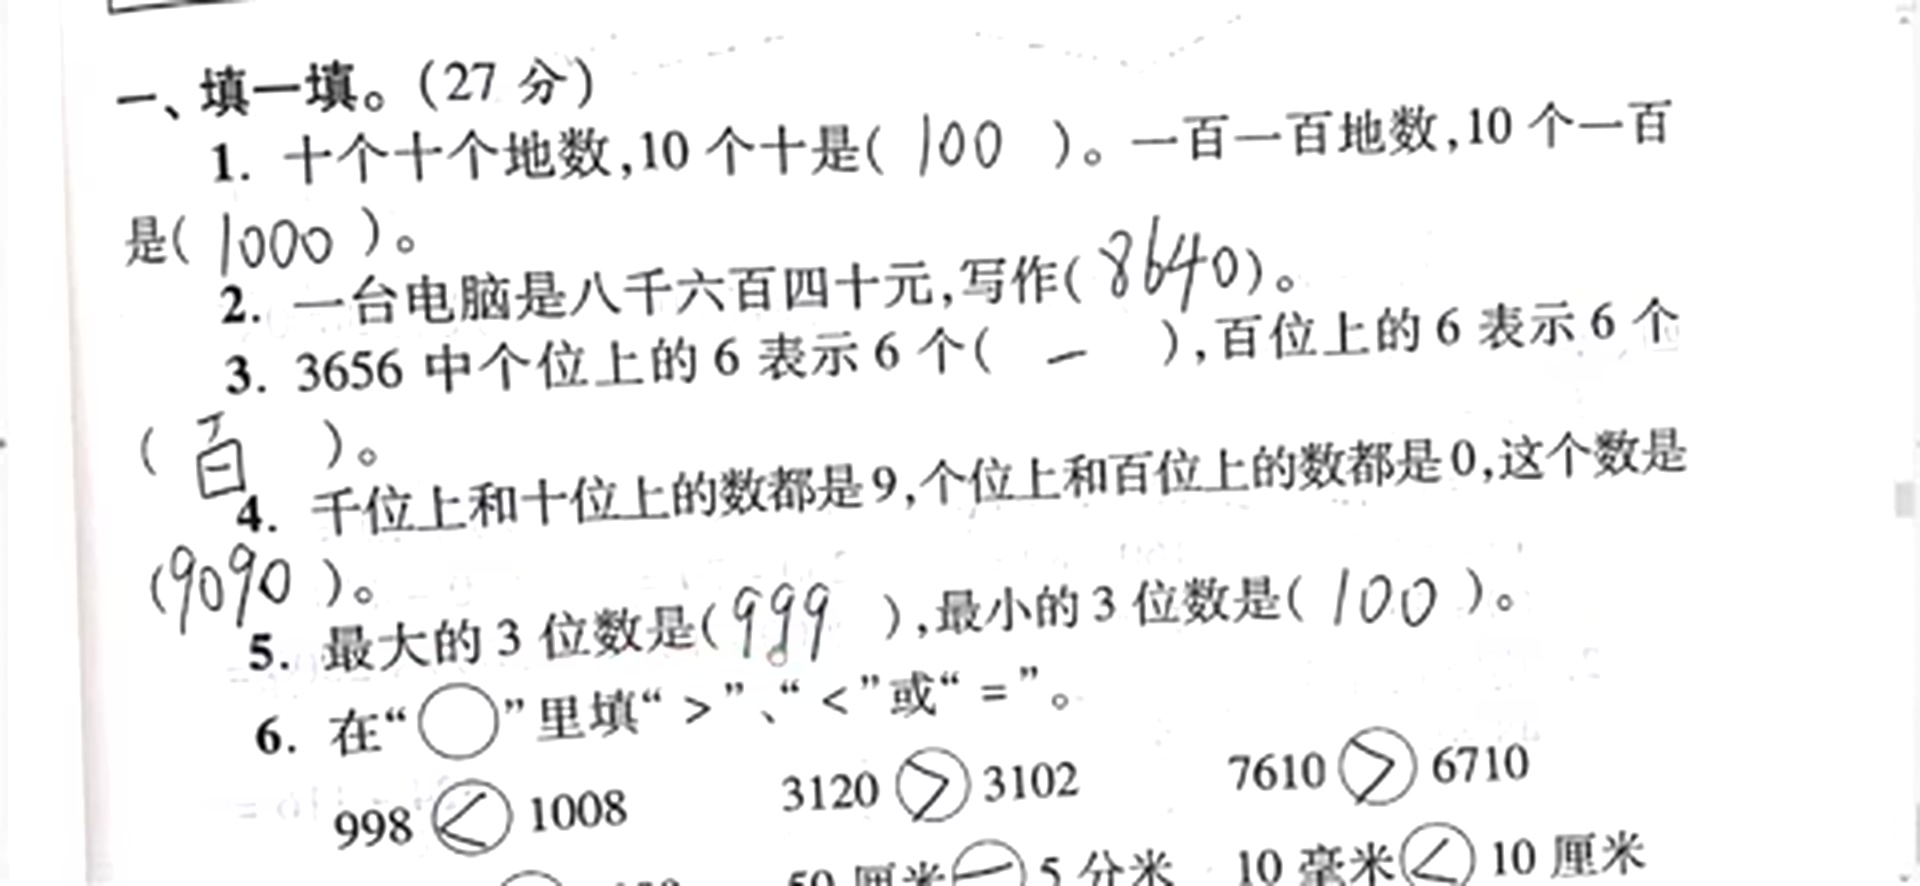 一、填一填。(27 分)
1. 十个十个地数,10 个十是( 100 )。一百一百地数,10 个一百
是( 1000 )。
2. 一台电脑是八千六百四十元,写作( 8640 )。
3. 3656 中个位上的 6 表示 6 个( 一 ),百位上的 6 表示 6 个
( 百 )。
4. 千位上和十位上的数都是9,个位上和百位上的数都是0,这个数是
( 9090 )。
5. 最大的 3 位数是( 999 ),最小的 3 位数是( 100 )。
6. 在“○”里填“ > ”、“ < ”或“ = ”。
998 < 1008 3120 > 3102 7610 > 6710
50 厘米 5 分米 10 毫米 < 10 厘米